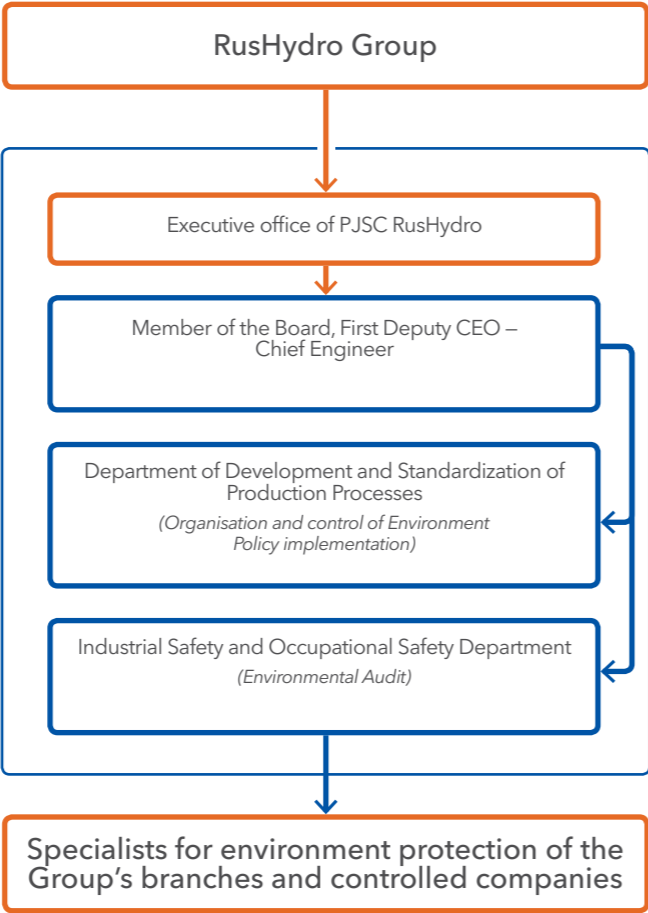 RusHydro Group
Executive office of PJSC RusHydro
Member of the Board, First Deputy CEO –
Chief Engineer
Department of Development and Standardization of
Production Processes
(Organisation and control of Environment
Policy implementation)
Industrial Safety and Occupational Safety Department
(Environmental Audit)
Specialists for environment protection of the
Group’s branches and controlled companies